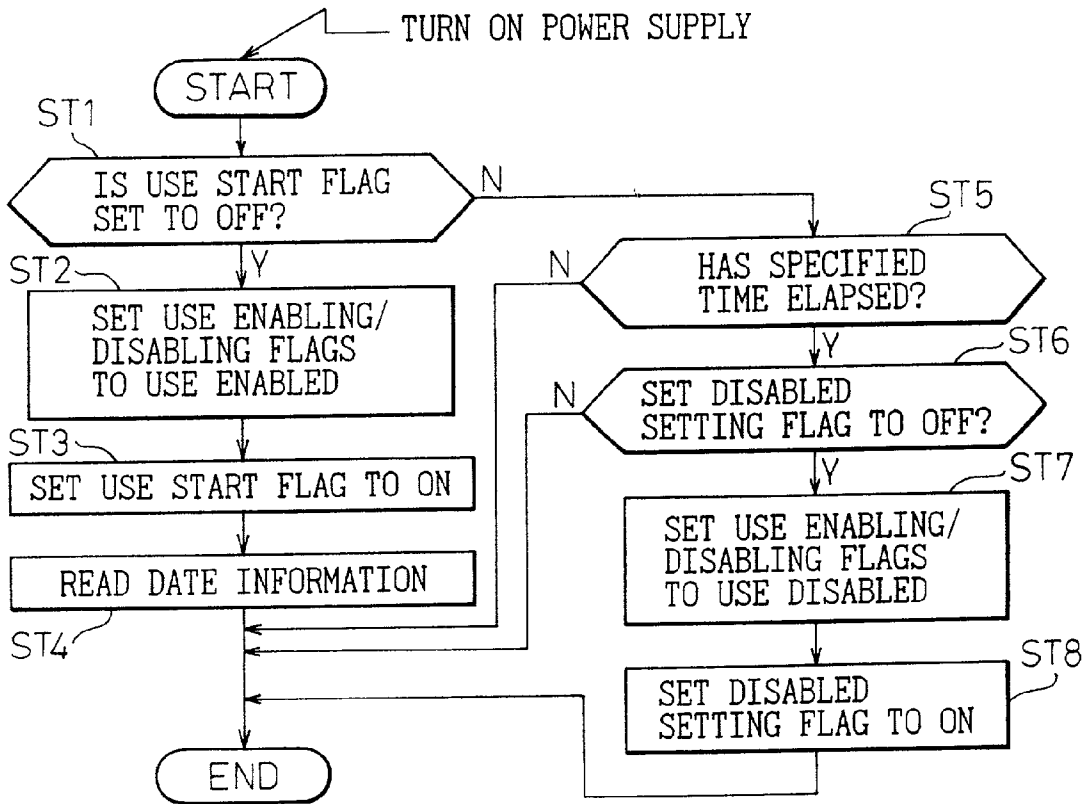 TURN ON POWER SUPPLY
START
ST1
IS USE START FLAG
SET TO OFF?
N
Y
ST2
SET USE ENABLING/
DISABLING FLAGS
TO USE ENABLED
ST3
SET USE START FLAG TO ON
READ DATE INFORMATION
ST4
END
ST5
HAS SPECIFIED
TIME ELAPSED?
N
Y
ST6
SET DISABLED
SETTING FLAG TO OFF?
N
Y
ST7
SET USE ENABLING/
DISABLING FLAGS
TO USE DISABLED
ST8
SET DISABLED
SETTING FLAG TO ON